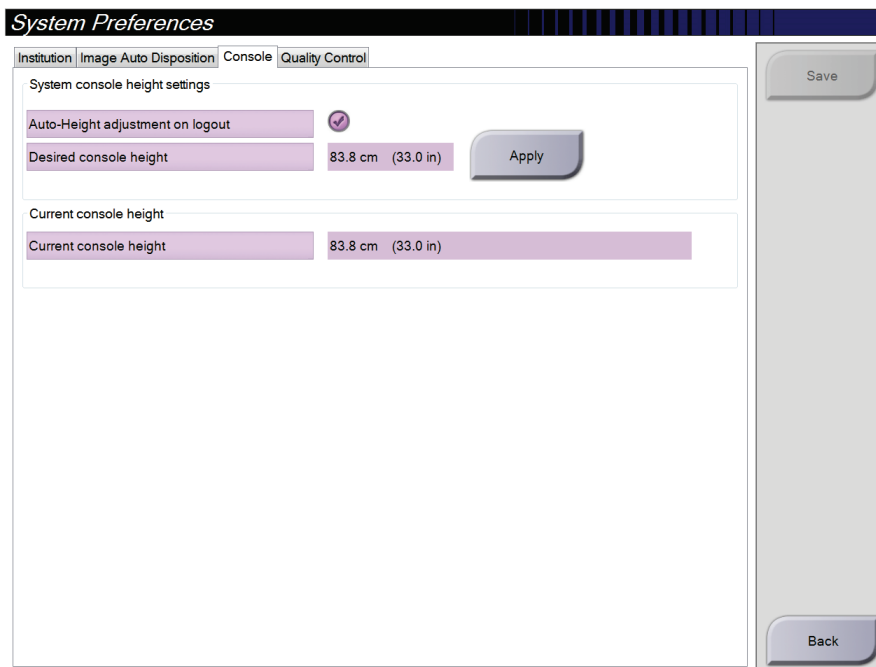 System Preferences
Institution Image Auto Disposition Console Quality Control
Save
System console height settings
Auto-Height adjustment on logout
Desired console height 83.8 cm (33.0 in) Apply
Current console height
Current console height 83.8 cm (33.0 in)
Back